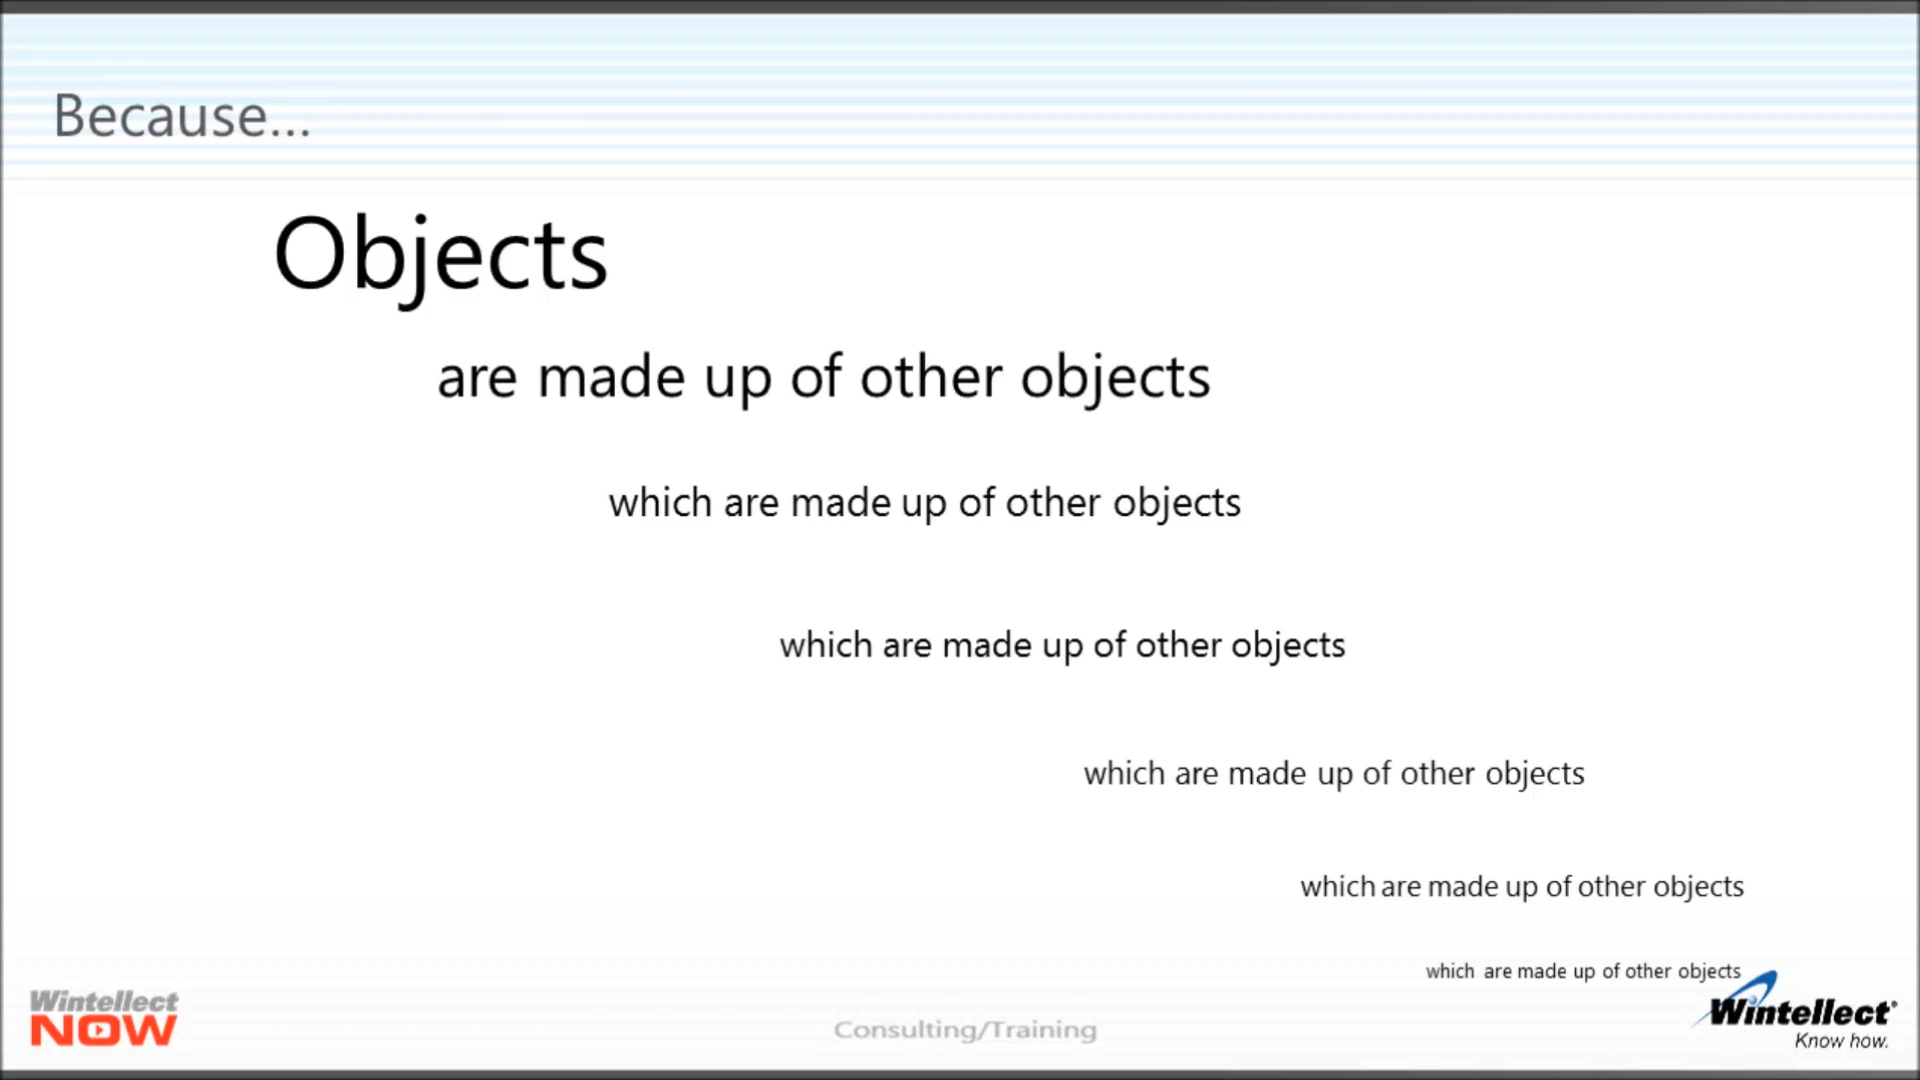 Because...
Objects
are made up of other objects
which are made up of other objects
which are made up of other objects
which are made up of other objects
which are made up of other objects
which are made up of other objects
Wintellect
NOW
Consulting/Training
Wintellect®
Know how.